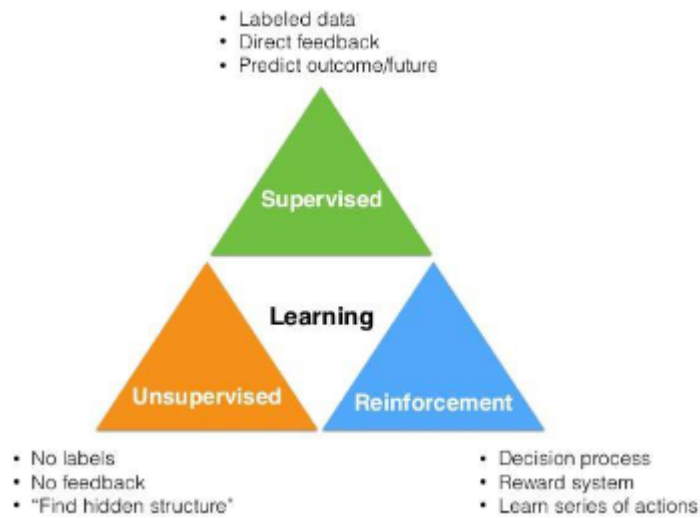 • Labeled data
• Direct feedback
• Predict outcome/future
Supervised
Learning
Unsupervised
Reinforcement
• No labels
• No feedback
• "Find hidden structure"
• Decision process
• Reward system
• Learn series of actions